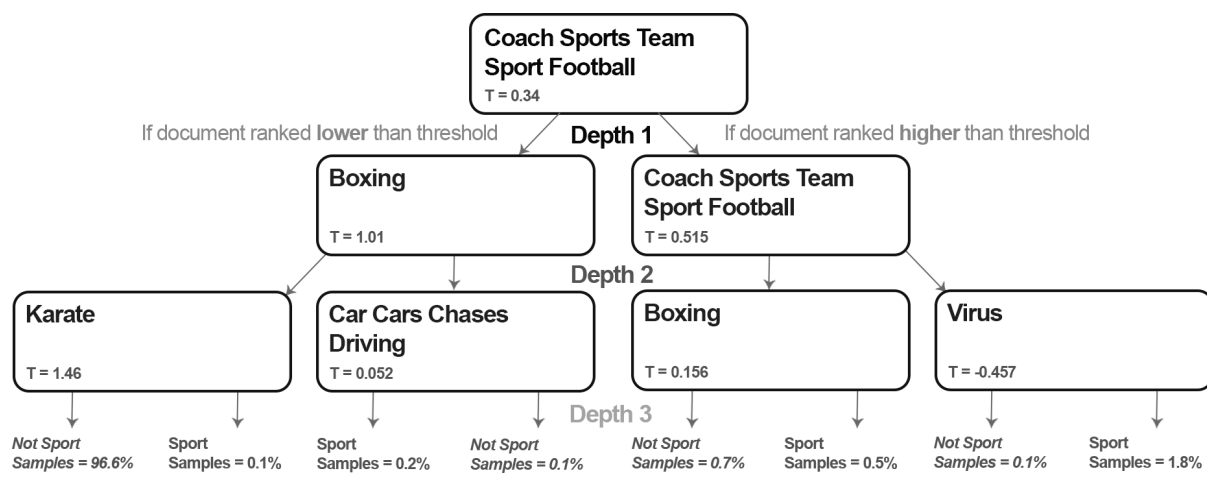 Coach Sports Team
Sport Football
T = 0.34
If document ranked lower than threshold
Depth 1
If document ranked higher than threshold
Boxing
T = 1.01
Coach Sports Team
Sport Football
T = 0.515
Depth 2
Karate
T = 1.46
Car Cars Chases
Driving
T = 0.052
Boxing
T = 0.156
Virus
T = -0.457
Depth 3
Not Sport
Samples = 96.6%
Sport
Samples = 0.1%
Sport
Samples = 0.2%
Not Sport
Samples = 0.1%
Not Sport
Samples = 0.7%
Sport
Samples = 0.5%
Not Sport
Samples = 0.1%
Sport
Samples = 1.8%